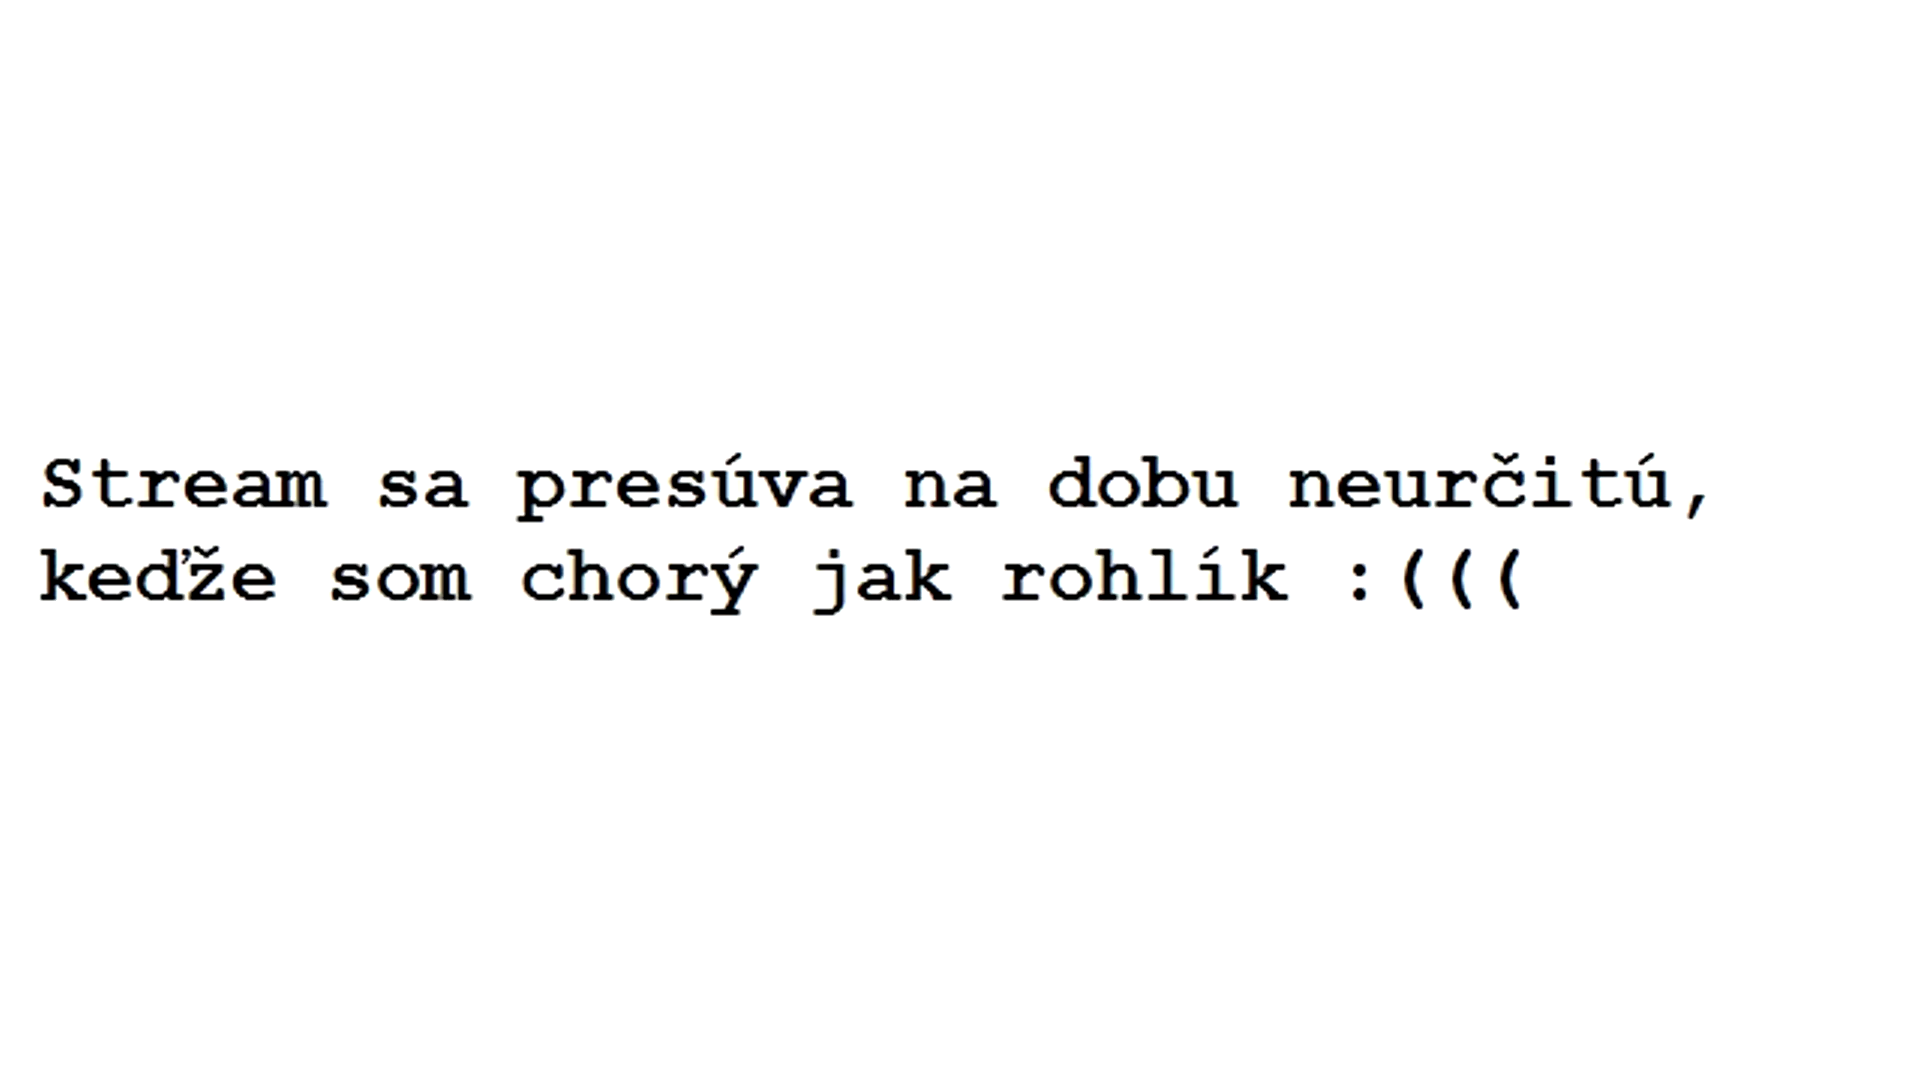 Stream sa presúva na dobu neurčitú,
keďže som chorý jak rohlík :(((